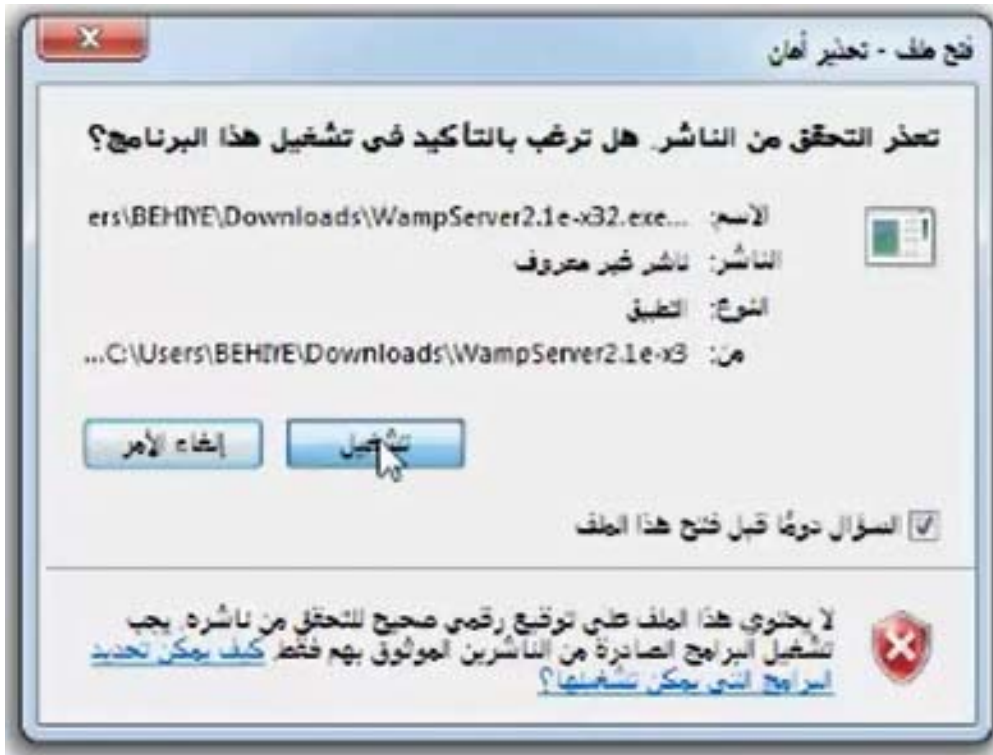 فتح ملف - تحذير أمان
تعذر التحقق من الناشر. هل ترغب بالتأكيد في تشغيل هذا البرنامج؟
الاسم: ...ers\BEHIYE\Downloads\WampServer2.1e-x32.exe
الناشر: ناشر غير معروف
النوع: التطبيق
من: C:\Users\BEHIYE\Downloads\WampServer2.1e-x3...
تشغيل
إلغاء الأمر
السؤال دومًا قبل فتح هذا الملف
لا يحتوي هذا الملف على توقيع رقمي صحيح للتحقق من ناشره. يجب
تشغيل البرامج الصادرة من الناشرين الموثوق بهم فقط. كيف يمكن تحديد
البرامج التي يمكن تشغيلها؟